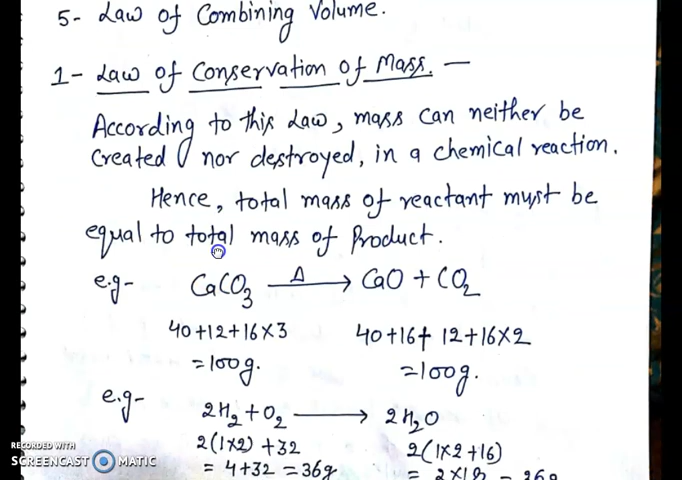 5- Law of Combining Volume.
1- Law of Conservation of Mass. —
According to this Law, mass can neither be
created nor destroyed, in a chemical reaction.
Hence, total mass of reactant must be
equal to total mass of Product.
e.g- CaCO₃ —Δ→ CaO + CO₂
40+12+16×3 40+16+ 12+16×2
=100g. =100g.
e.g- 2H₂ + O₂ ⟶ 2H₂O
2(1×2) +32 2(1×2+16)
= 4+32 = 36g = 2×18 = 36g
RECORDED WITH
SCREENCAST MATIC